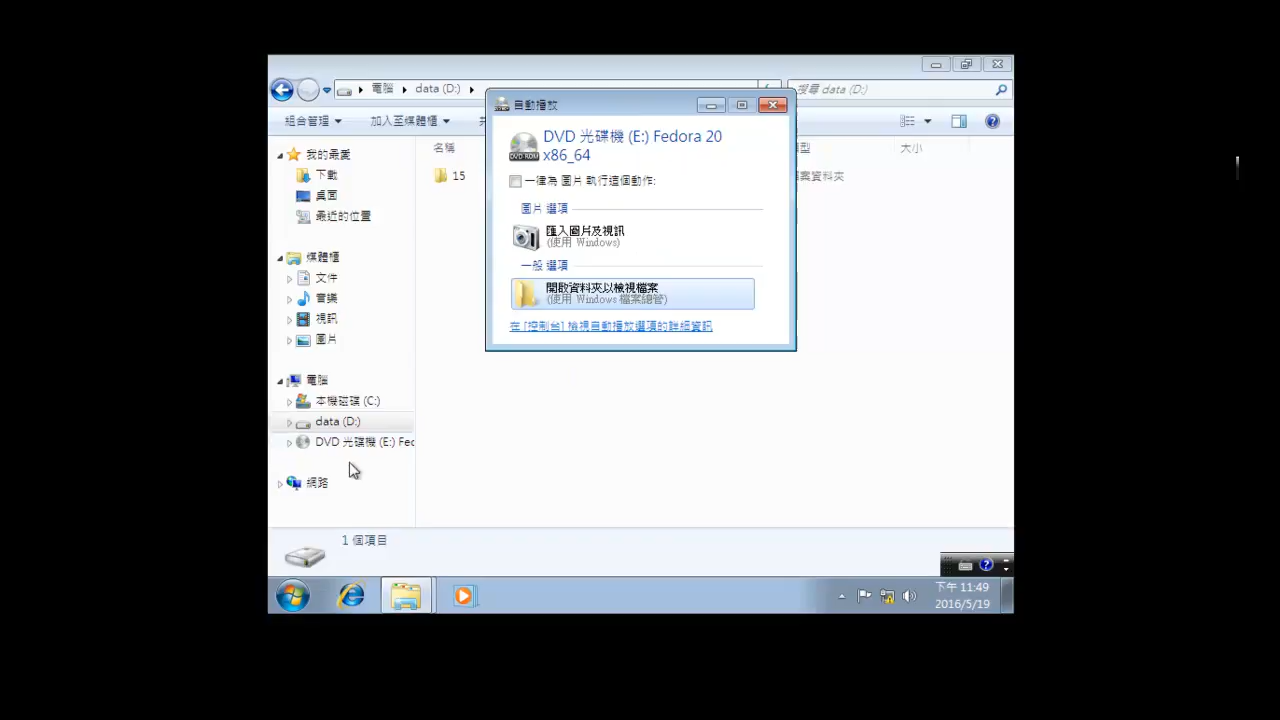 電腦
data (D:)
搜尋 data (D:)
組合管理
加入至媒體櫃
我的最愛
下載
桌面
最近的位置
媒體櫃
文件
音樂
視訊
圖片
電腦
本機磁碟 (C:)
data (D:)
DVD 光碟機 (E:) Fed
網路
名稱
大小
15
自動播放
DVD 光碟機 (E:) Fedora 20
x86_64
一律為 圖片 執行這個動作:
圖片 選項
匯入圖片及視訊
(使用 Windows)
一般 選項
開啟資料夾以檢視檔案
(使用 Windows 檔案總管)
在 [控制台] 檢視自動播放選項的詳細資訊
1 個項目
下午 11:49
2016/5/19